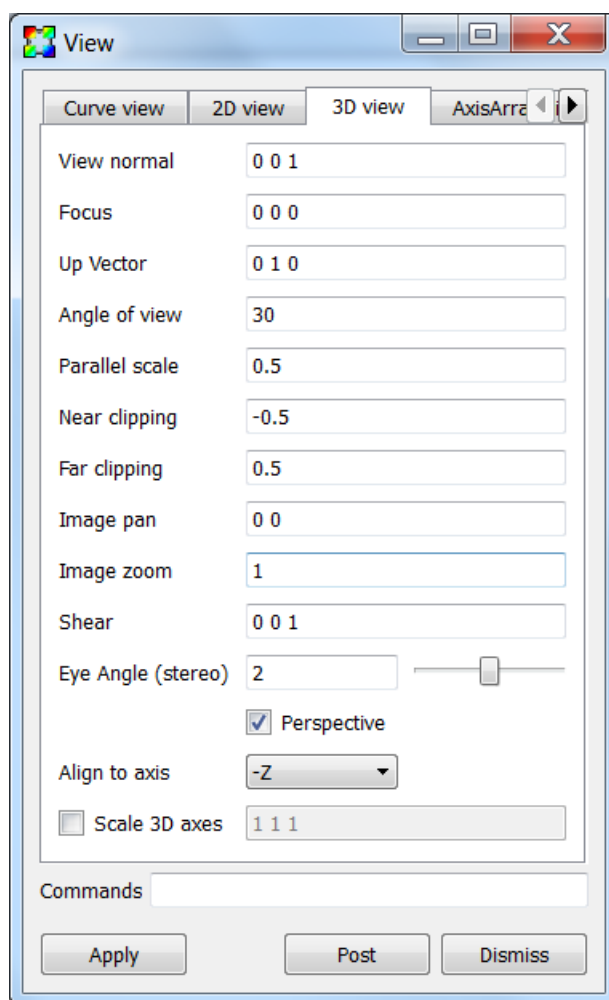 View
Curve view 2D view 3D view AxisArra
View normal 0 0 1
Focus 0 0 0
Up Vector 0 1 0
Angle of view 30
Parallel scale 0.5
Near clipping -0.5
Far clipping 0.5
Image pan 0 0
Image zoom 1
Shear 0 0 1
Eye Angle (stereo) 2
Perspective
Align to axis -Z
Scale 3D axes 1 1 1
Commands
Apply Post Dismiss